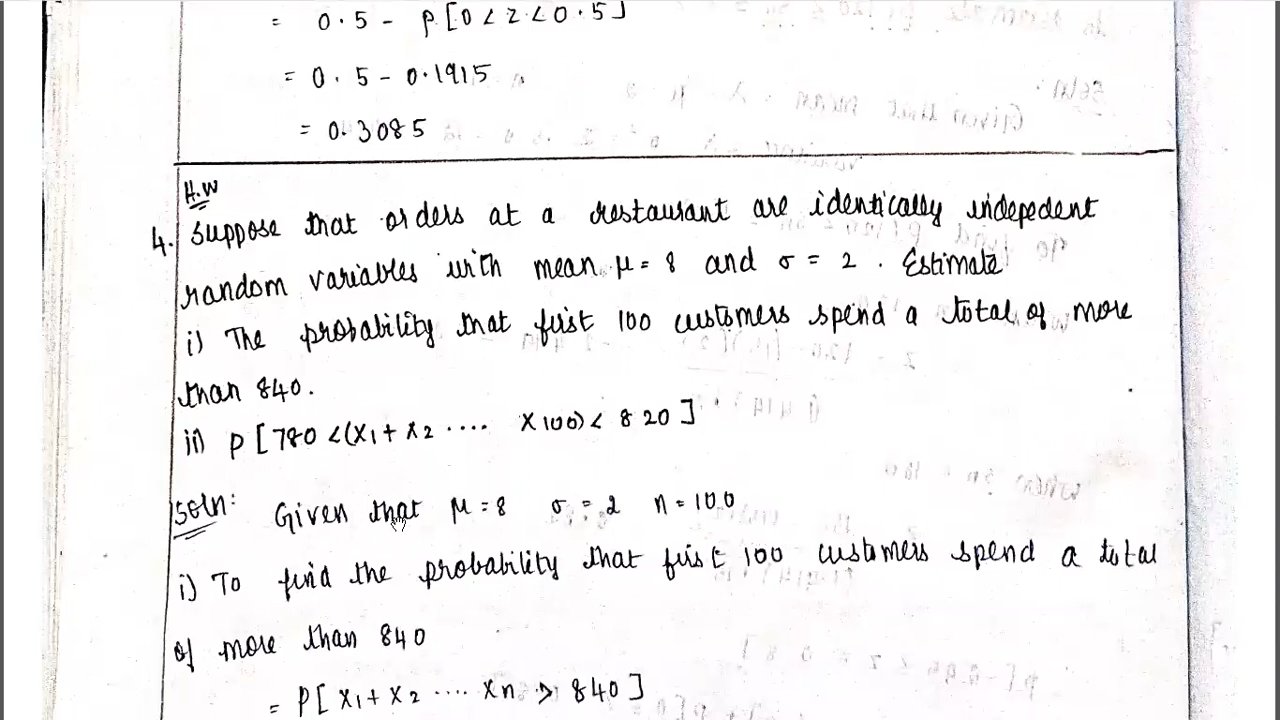 = 0.5 - P[0<z<0.5]
= 0.5 - 0.1915
= 0.3085
H.W
4. Suppose that orders at a restaurant are identically indepedent
random variables with mean μ = 8 and σ = 2. Estimate
i) The probability that first 100 customers spend a total of more
than 840.
ii) P[780 <(X1 + X2 .... X100) < 820]
Soln: Given that μ = 8 σ = 2 n = 100
i) To find the probability that first 100 customers spend a total
of more than 840
= P[X1 + X2 .... Xn > 840]